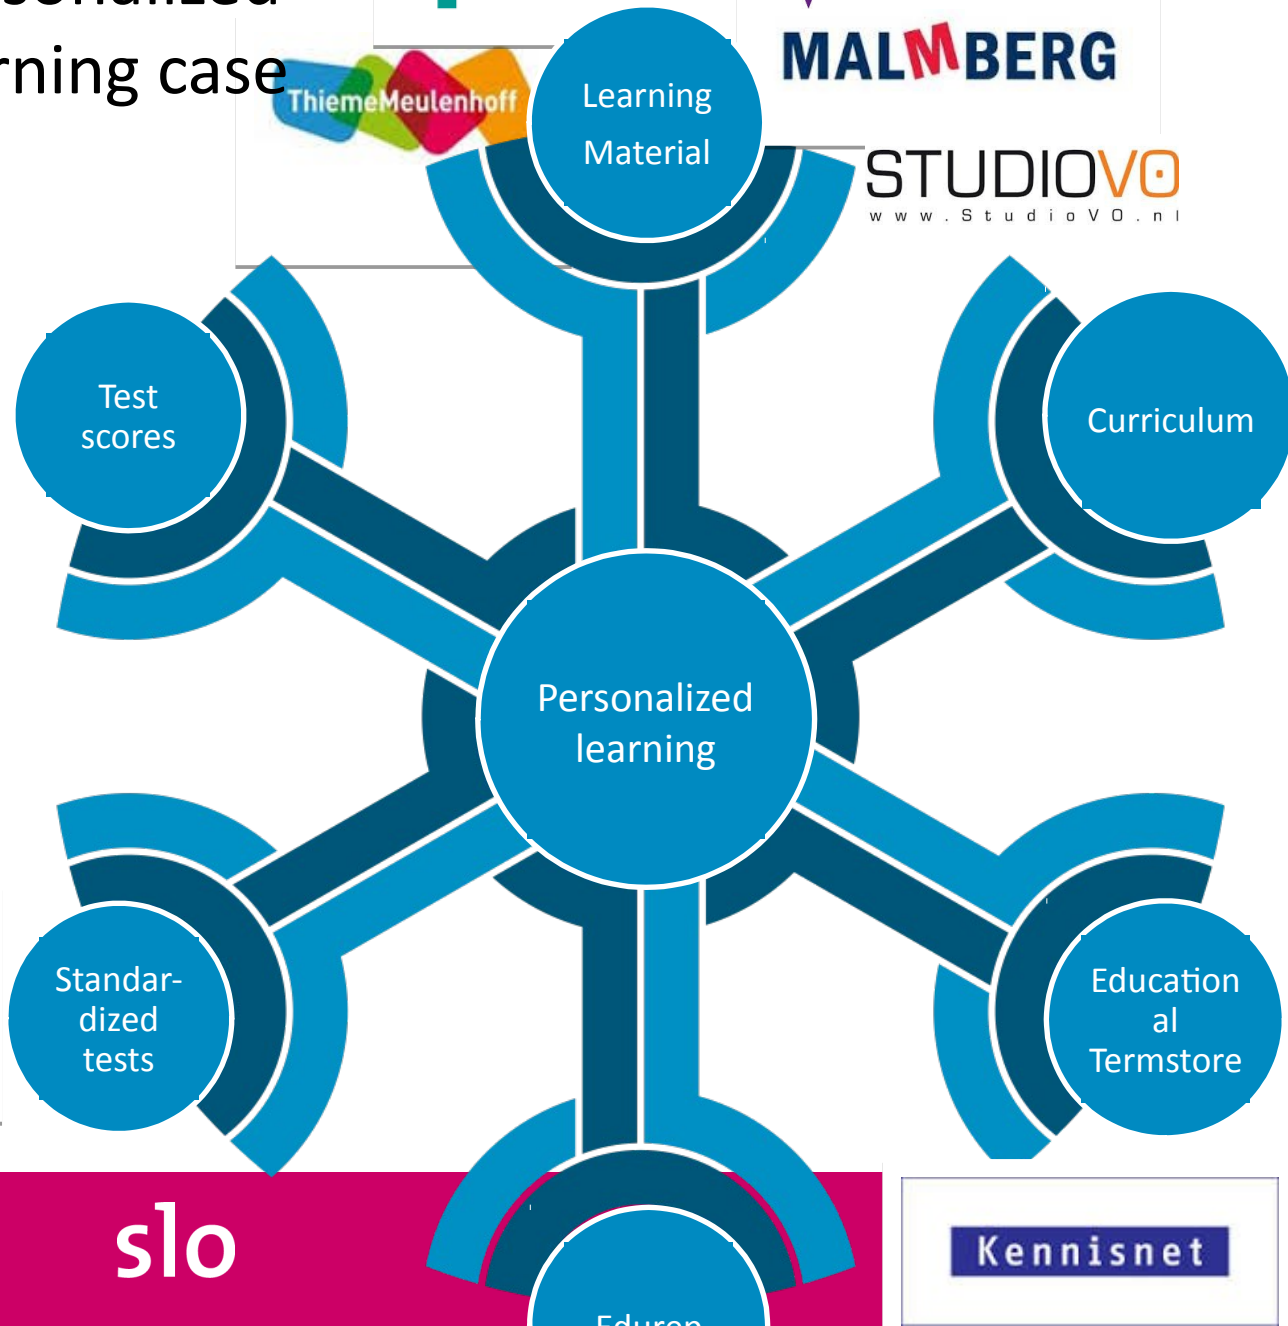 rning case
ThiemeMeulenhoff
MALMBERG
STUDIOVO
www.StudioVO.nl
Learning
Material
Test
scores
Curriculum
Personalized
learning
Standar-
dized
tests
Education
al
Termstore
slo
Kennisnet